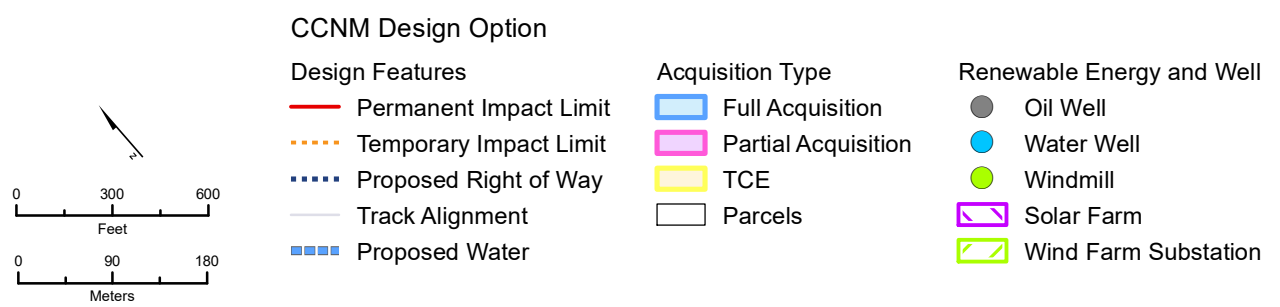 CCNM Design Option
Design Features
Permanent Impact Limit
Temporary Impact Limit
Proposed Right of Way
Track Alignment
Proposed Water
Acquisition Type
Full Acquisition
Partial Acquisition
TCE
Parcels
Renewable Energy and Well
Oil Well
Water Well
Windmill
Solar Farm
Wind Farm Substation
N
0 300 600
Feet
0 90 180
Meters